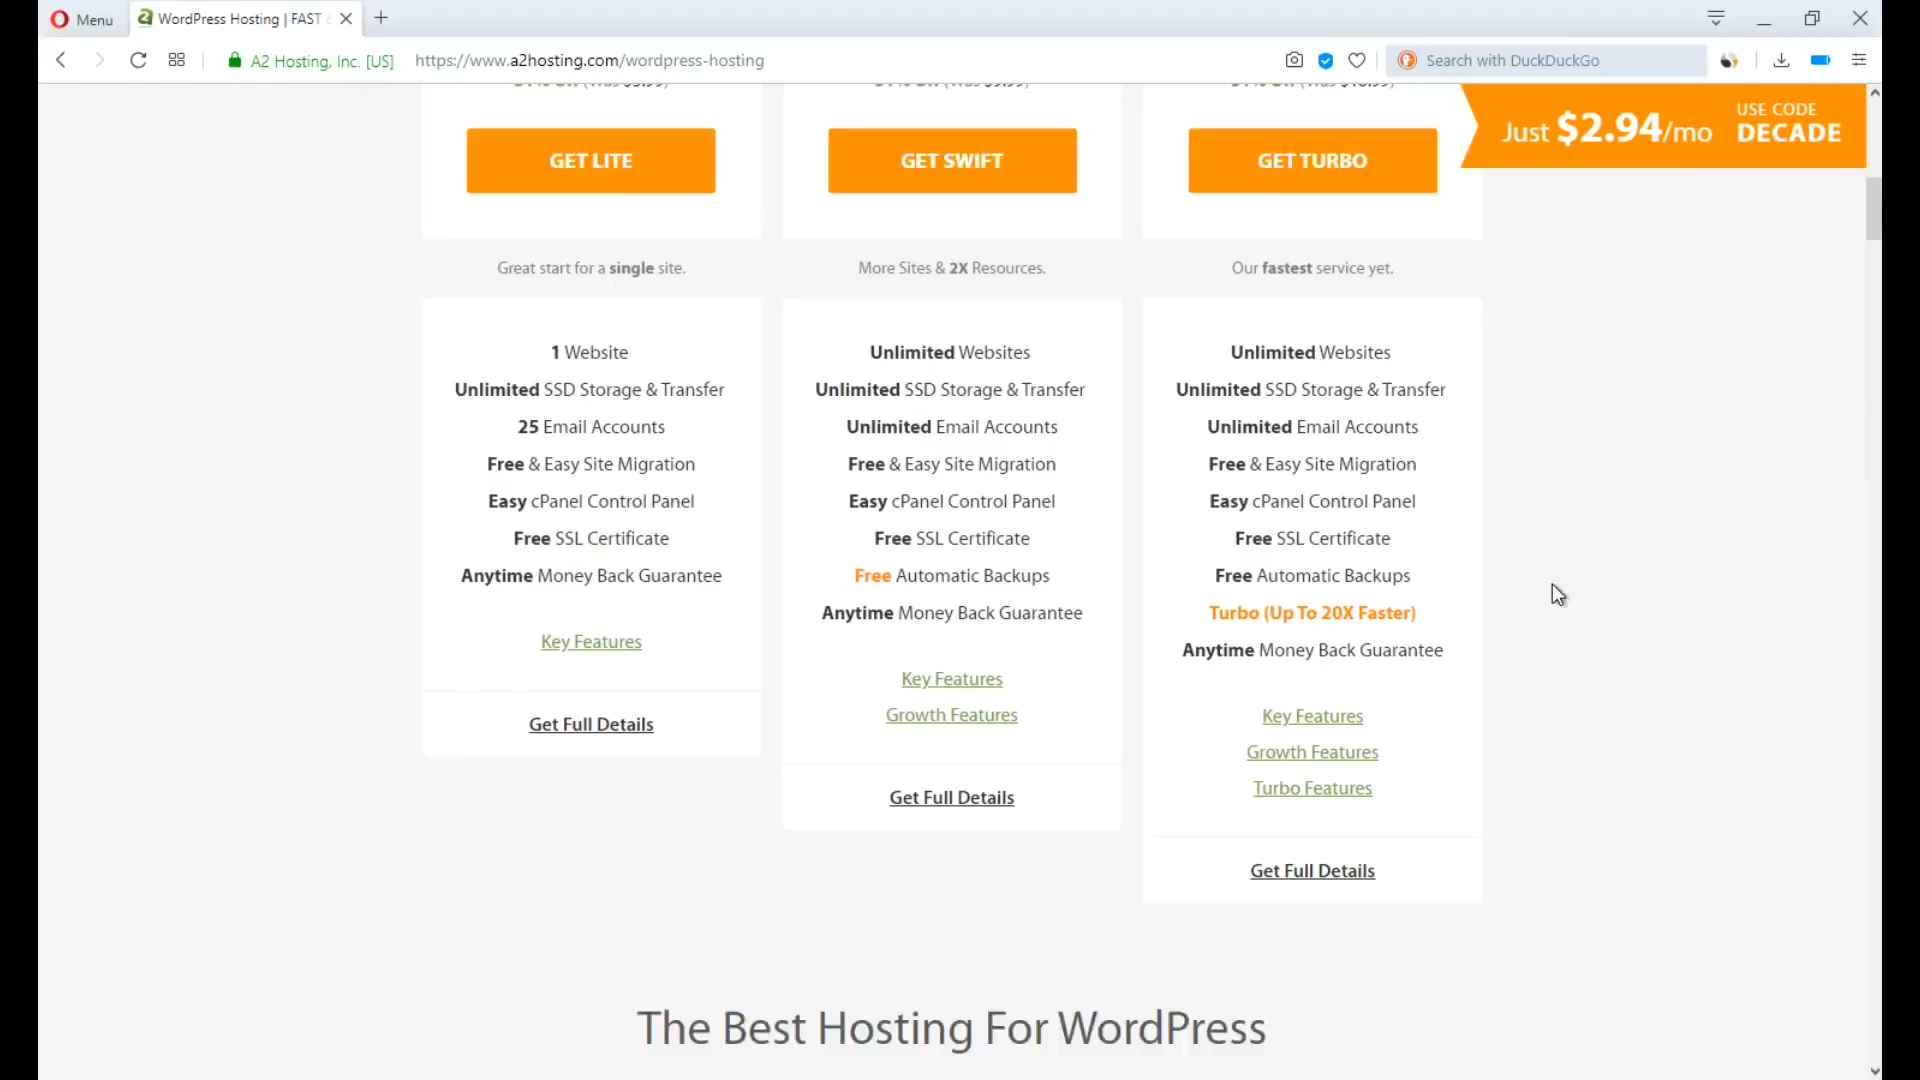 Menu
WordPress Hosting | FAST
A2 Hosting, Inc. [US]
https://www.a2hosting.com/wordpress-hosting
Search with DuckDuckGo
Just $2.94/mo
USE CODE
DECADE
GET LITE
GET SWIFT
GET TURBO
Great start for a single site.
More Sites & 2X Resources.
Our fastest service yet.
1 Website
Unlimited SSD Storage & Transfer
25 Email Accounts
Free & Easy Site Migration
Easy cPanel Control Panel
Free SSL Certificate
Anytime Money Back Guarantee
Key Features
Get Full Details
Unlimited Websites
Unlimited SSD Storage & Transfer
Unlimited Email Accounts
Free & Easy Site Migration
Easy cPanel Control Panel
Free SSL Certificate
Free Automatic Backups
Anytime Money Back Guarantee
Key Features
Growth Features
Get Full Details
Unlimited Websites
Unlimited SSD Storage & Transfer
Unlimited Email Accounts
Free & Easy Site Migration
Easy cPanel Control Panel
Free SSL Certificate
Free Automatic Backups
Turbo (Up To 20X Faster)
Anytime Money Back Guarantee
Key Features
Growth Features
Turbo Features
Get Full Details
The Best Hosting For WordPress